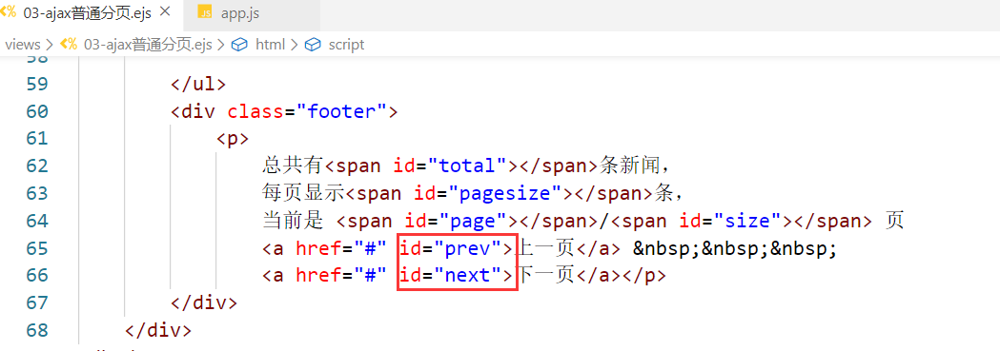 03-ajax普通分页.ejs × JS app.js
views > 03-ajax普通分页.ejs > html > script
58
59 </ul>
60 <div class="footer">
61 <p>
62 总共有<span id="total"></span>条新闻,
63 每页显示<span id="pagesize"></span>条,
64 当前是 <span id="page"></span>/<span id="size"></span> 页
65 <a href="#" id="prev">上一页</a> &nbsp;&nbsp;&nbsp;
66 <a href="#" id="next">下一页</a></p>
67 </div>
68 </div>